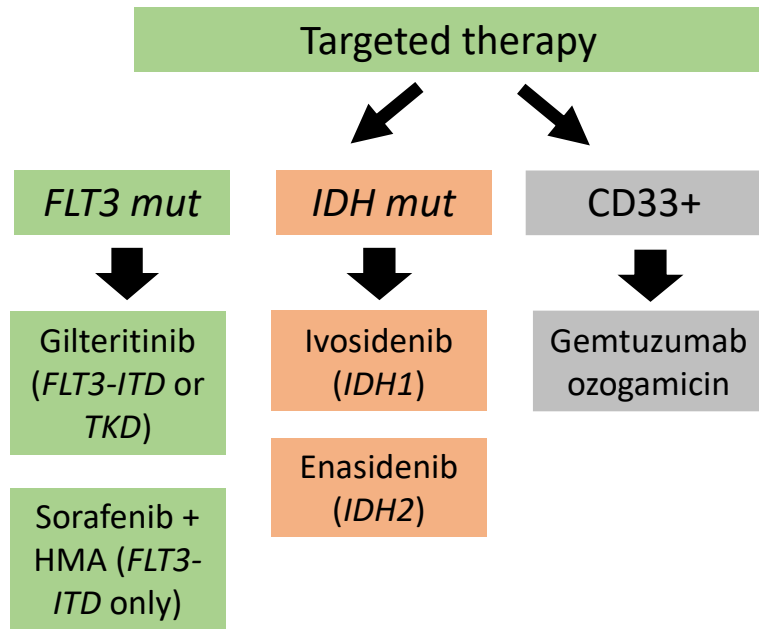 Targeted therapy
FLT3 mut
IDH mut
CD33+
Gilteritinib
(FLT3-ITD or
TKD)
Ivosidenib
(IDH1)
Gemtuzumab
ozogamicin
Enasidenib
(IDH2)
Sorafenib +
HMA (FLT3-
ITD only)